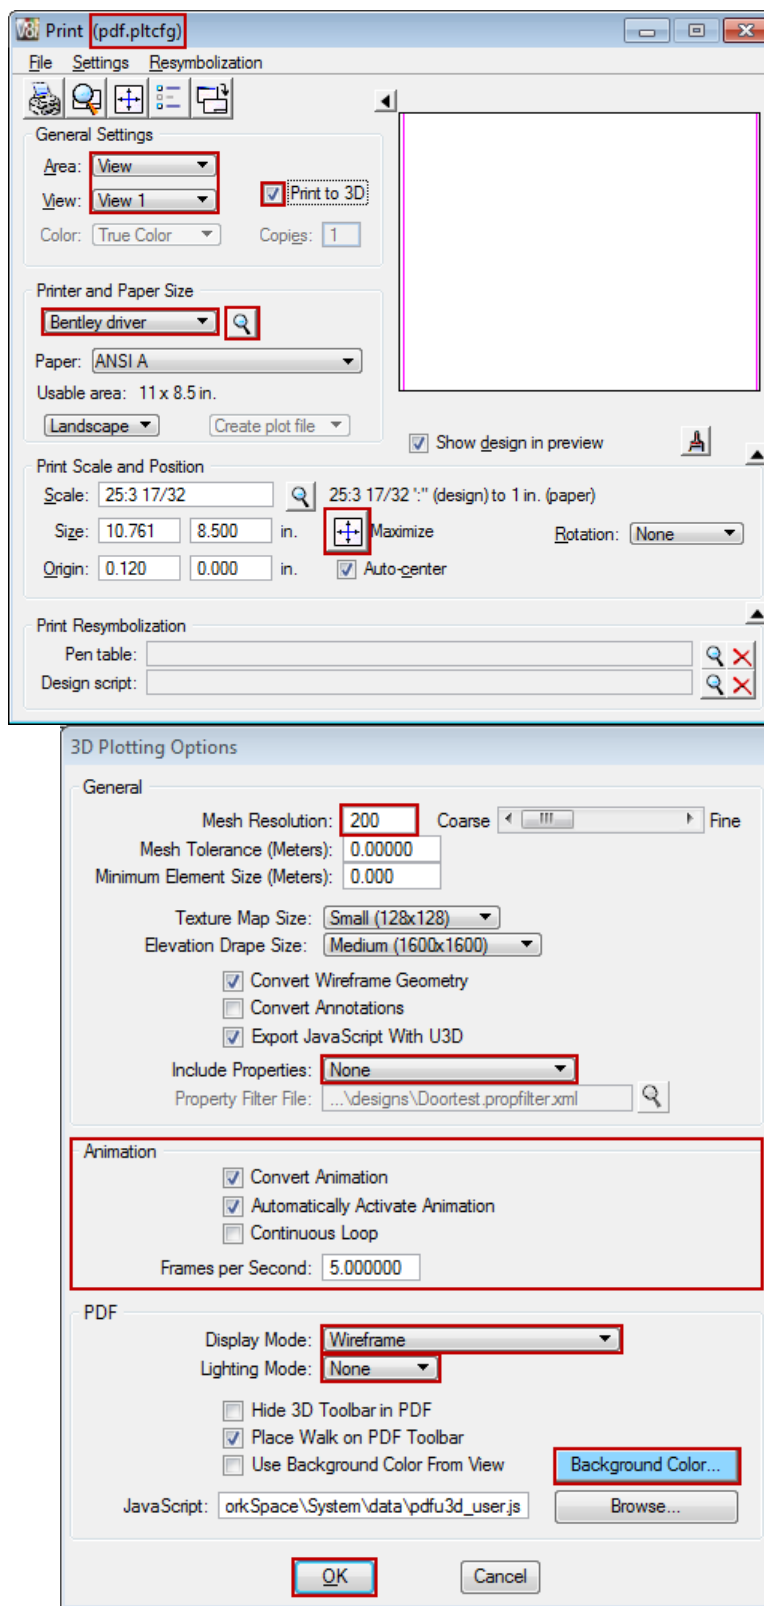 V8i Print (pdf.pltcfg)
File Settings Resymbolization
General Settings
Area: View
View: View 1
Print to 3D
Color: True Color
Copies: 1
Printer and Paper Size
Bentley driver
Paper: ANSI A
Usable area: 11 x 8.5 in.
Landscape
Create plot file
Show design in preview
Print Scale and Position
Scale: 25:3 17/32
25:3 17/32 ':" (design) to 1 in. (paper)
Size: 10.761 8.500 in.
Maximize
Rotation: None
Origin: 0.120 0.000 in.
Auto-center
Print Resymbolization
Pen table:
Design script:
3D Plotting Options
General
Mesh Resolution: 200 Coarse Fine
Mesh Tolerance (Meters): 0.00000
Minimum Element Size (Meters): 0.000
Texture Map Size: Small (128x128)
Elevation Drape Size: Medium (1600x1600)
Convert Wireframe Geometry
Convert Annotations
Export JavaScript With U3D
Include Properties: None
Property Filter File: ...\designs\Doortest.propfilter.xml
Animation
Convert Animation
Automatically Activate Animation
Continuous Loop
Frames per Second: 5.000000
PDF
Display Mode: Wireframe
Lighting Mode: None
Hide 3D Toolbar in PDF
Place Walk on PDF Toolbar
Use Background Color From View
Background Color...
JavaScript: orkSpace\System\data\pdfu3d_user.js
Browse...
OK
Cancel